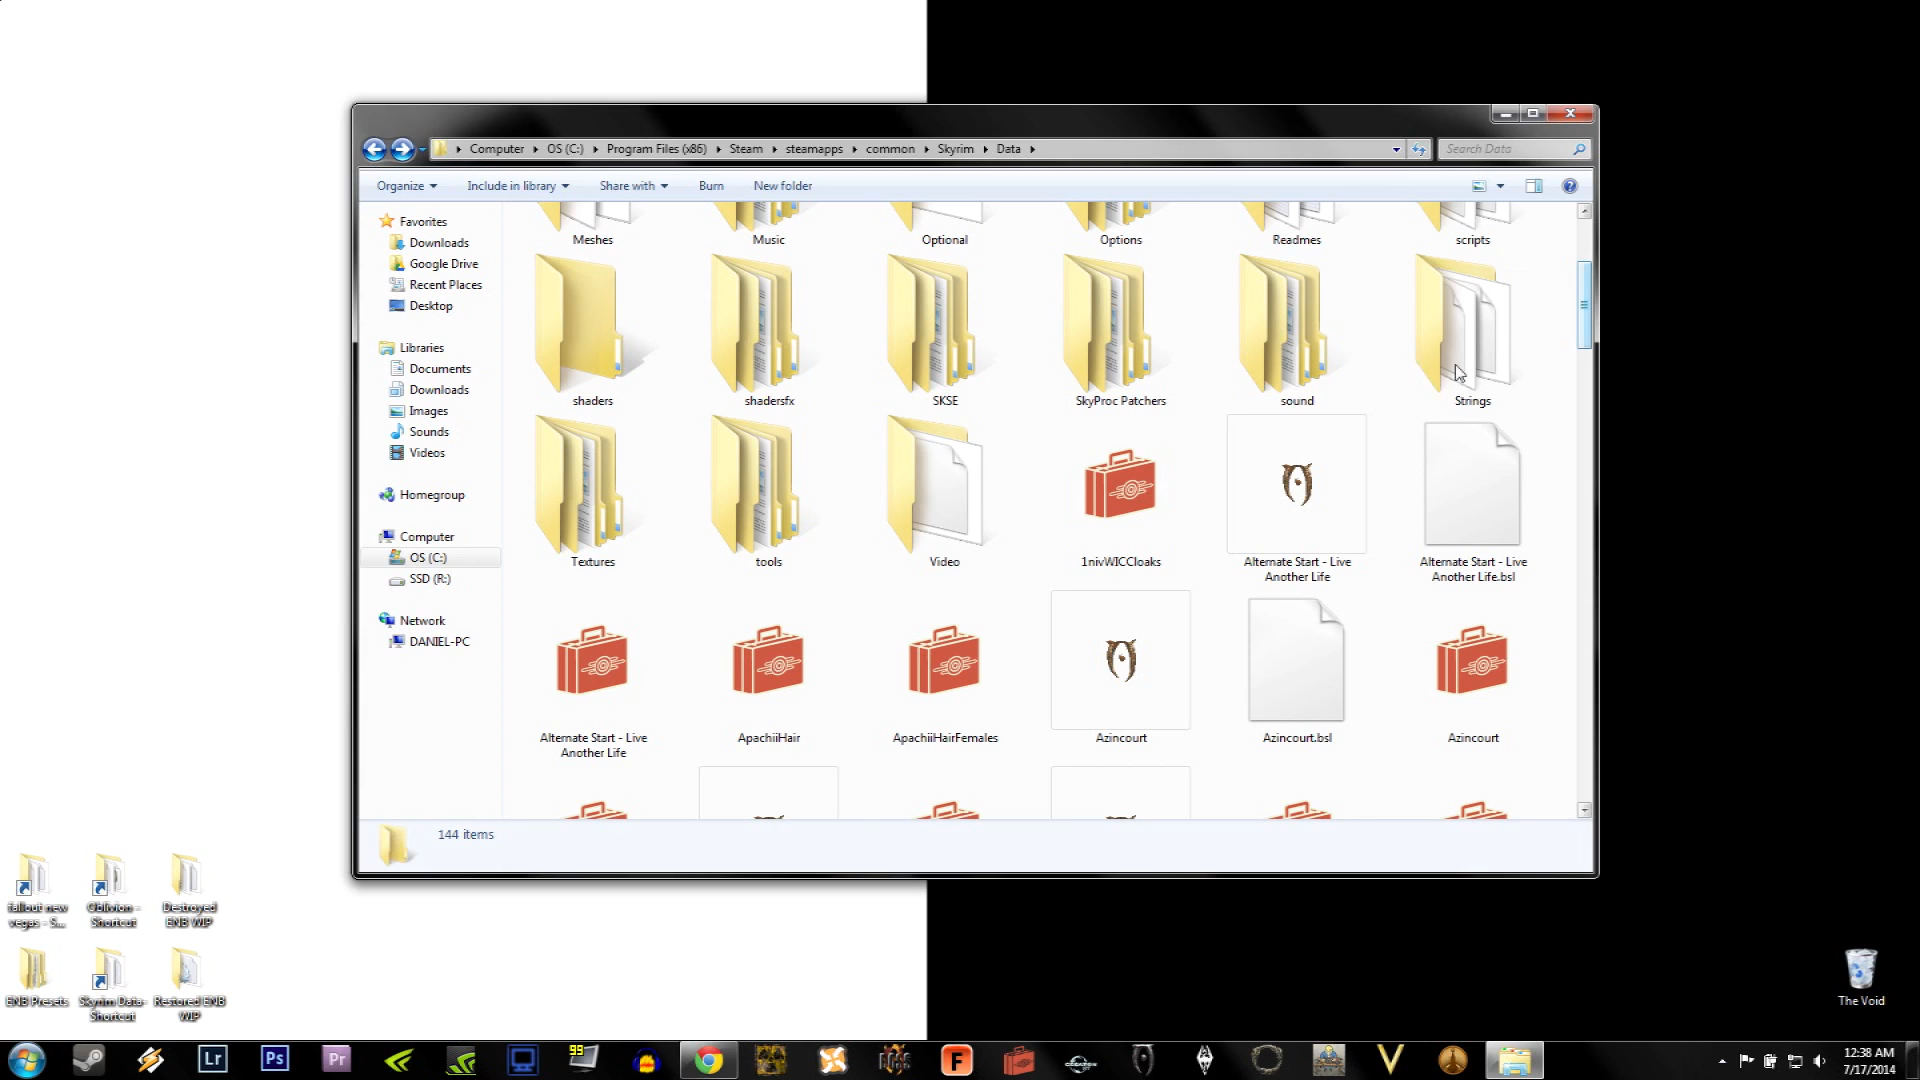 Computer OS (C:) Program Files (x86) Steam steamapps common Skyrim Data
Search Data
Organize Include in library Share with Burn New folder
Favorites
Downloads
Google Drive
Recent Places
Desktop
Libraries
Documents
Downloads
Images
Sounds
Videos
Homegroup
Computer
OS (C:)
SSD (R:)
Network
DANIEL-PC
Meshes Music Optional Options Readmes scripts
shaders shadersfx SKSE SkyProc Patchers sound Strings
Textures tools Video 1nivWICCloaks Alternate Start - Live
Another Life
Alternate Start - Live
Another Life.bsl
Alternate Start - Live
Another Life
ApachiiHair ApachiiHairFemales Azincourt Azincourt.bsl Azincourt
144 items
fallout new
vegas - S...
Oblivion -
Shortcut
Destroyed
ENB WIP
ENB Presets
Skyrim Data-
Shortcut
Restored ENB
WIP
The Void
Lr Ps Pr 99 F V
12:38 AM
7/17/2014